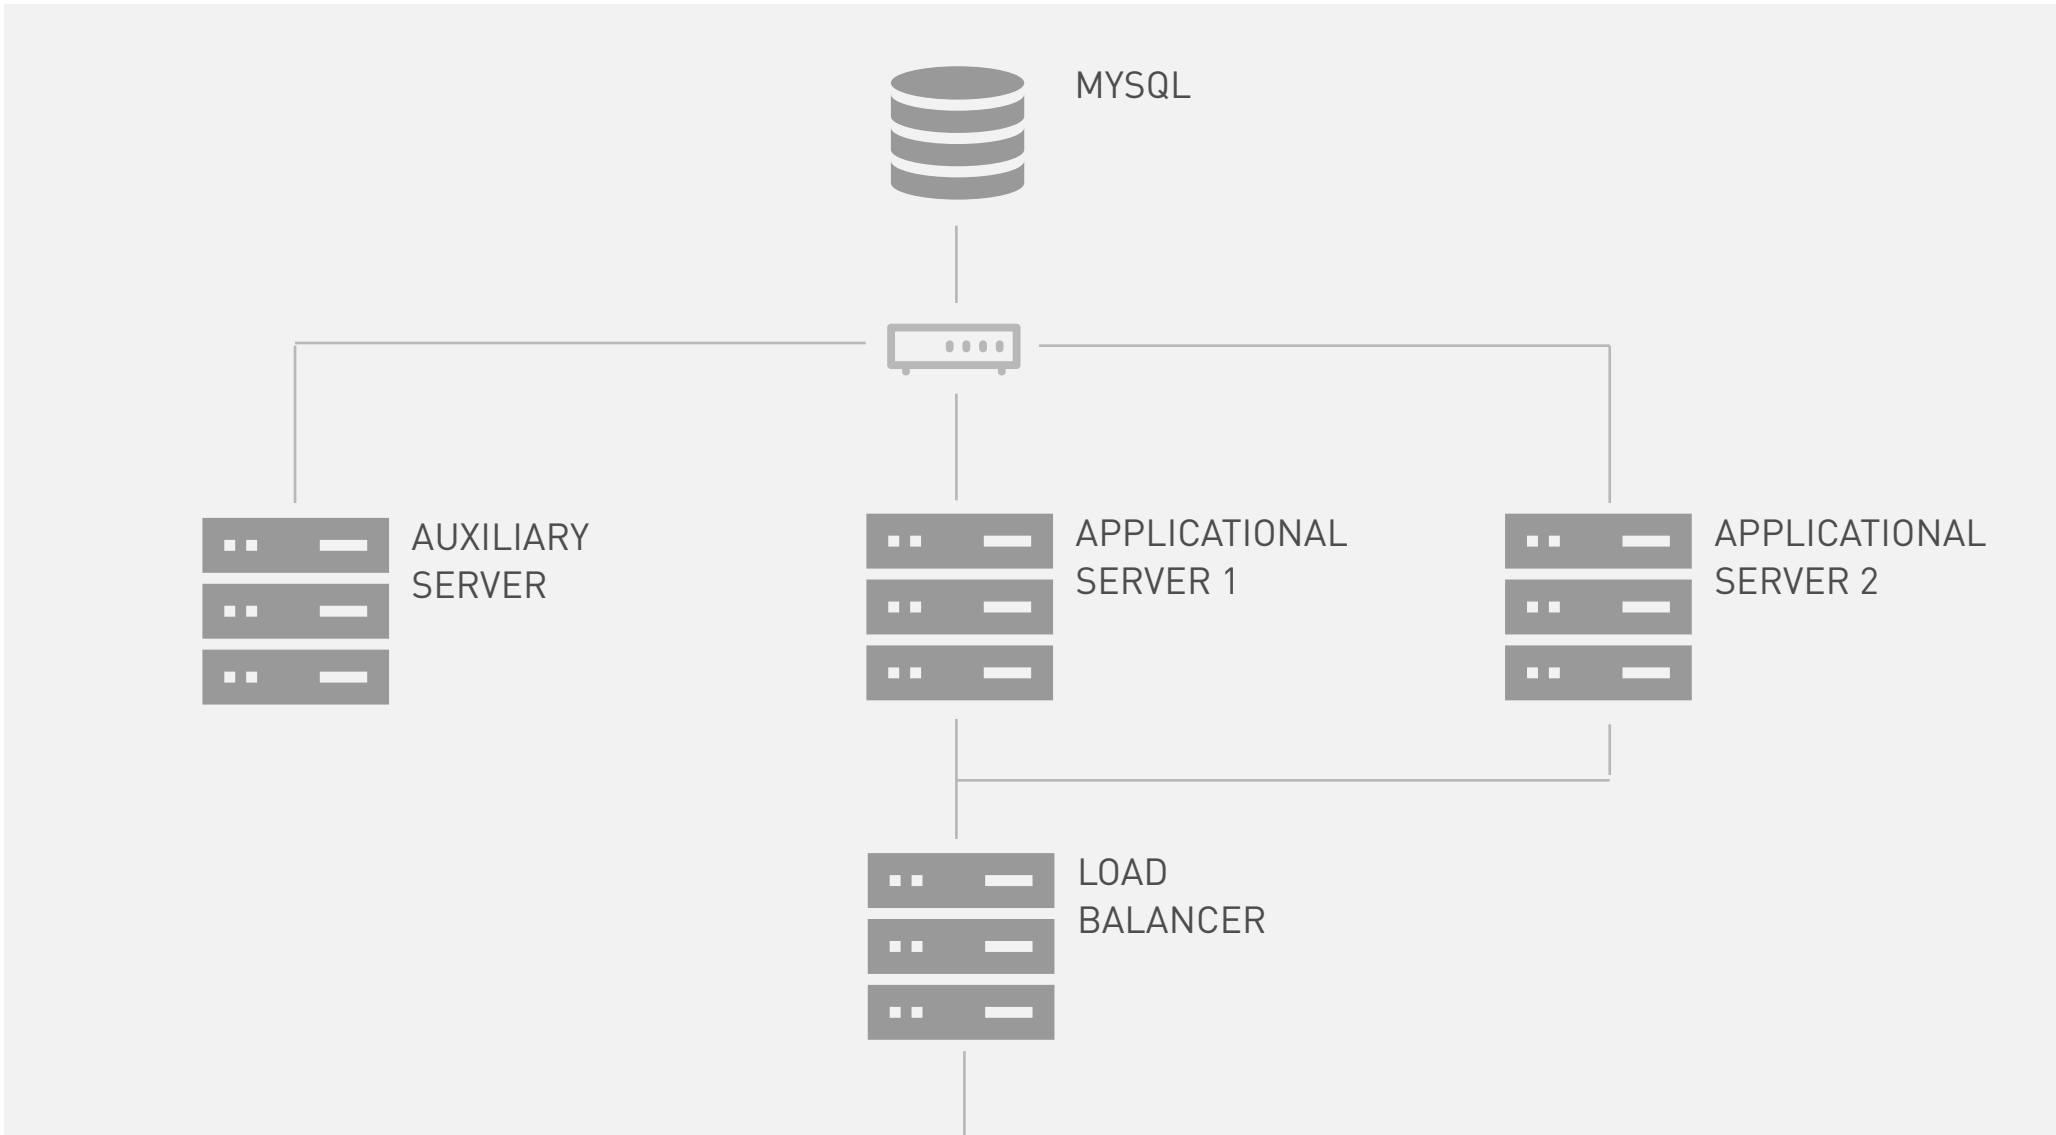 MYSQL
AUXILIARY
SERVER
APPLICATIONAL
SERVER 1
APPLICATIONAL
SERVER 2
LOAD
BALANCER